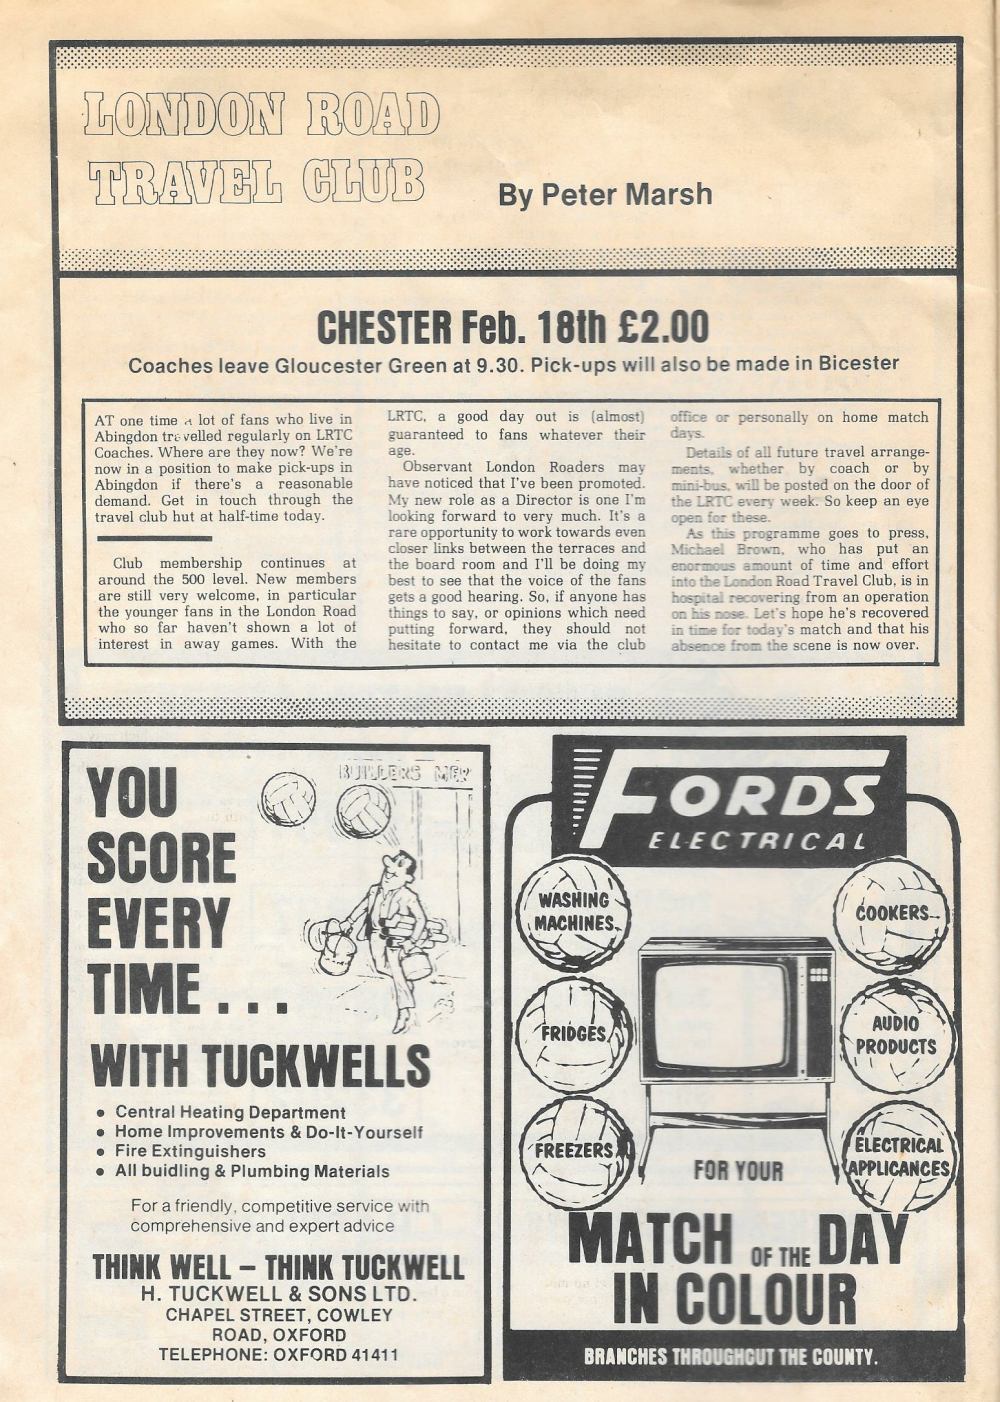 LONDON ROAD
TRAVEL CLUB
By Peter Marsh
CHESTER Feb. 18th £2.00
Coaches leave Gloucester Green at 9.30. Pick-ups will also be made in Bicester
AT one time a lot of fans who live in
Abingdon travelled regularly on LRTC
Coaches. Where are they now? We're
now in a position to make pick-ups in
Abingdon if there's a reasonable
demand. Get in touch through the
travel club hut at half-time today.
Club membership continues at
around the 500 level. New members
are still very welcome, in particular
the younger fans in the London Road
who so far haven't shown a lot of
interest in away games. With the
LRTC, a good day out is (almost)
guaranteed to fans whatever their
age.
Observant London Roaders may
have noticed that I've been promoted.
My new role as a Director is one I'm
looking forward to very much. It's a
rare opportunity to work towards even
closer links between the terraces and
the board room and I'll be doing my
best to see that the voice of the fans
gets a good hearing. So, if anyone has
things to say, or opinions which need
putting forward, they should not
hesitate to contact me via the club
office or personally on home match
days.
Details of all future travel arrange-
ments, whether by coach or by
mini-bus, will be posted on the door of
the LRTC every week. So keep an eye
open for these.
As this programme goes to press,
Michael Brown, who has put an
enormous amount of time and effort
into the London Road Travel Club, is in
hospital recovering from an operation
on his nose. Let's hope he's recovered
in time for today's match and that his
absence from the scene is now over.
BUILDERS MER
YOU
SCORE
EVERY
TIME . . .
WITH TUCKWELLS
• Central Heating Department
• Home Improvements & Do-It-Yourself
• Fire Extinguishers
• All buidling & Plumbing Materials
For a friendly, competitive service with
comprehensive and expert advice
THINK WELL – THINK TUCKWELL
H. TUCKWELL & SONS LTD.
CHAPEL STREET, COWLEY
ROAD, OXFORD
TELEPHONE: OXFORD 41411
FORDS
ELECTRICAL
WASHING
MACHINES
COOKERS
FRIDGES
AUDIO
PRODUCTS
FREEZERS
ELECTRICAL
APPLICANCES
FOR YOUR
MATCH OF THE DAY
IN COLOUR
BRANCHES THROUGHOUT THE COUNTY.